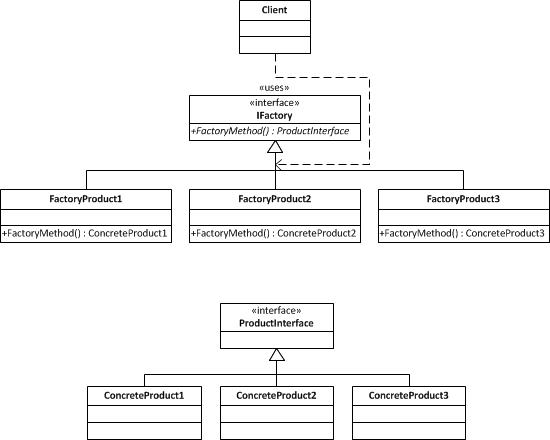 Client
«uses»
«interface»
IFactory
+FactoryMethod() : ProductInterface
FactoryProduct1
FactoryProduct2
FactoryProduct3
+FactoryMethod() : ConcreteProduct1
+FactoryMethod() : ConcreteProduct2
+FactoryMethod() : ConcreteProduct3
«interface»
ProductInterface
ConcreteProduct1
ConcreteProduct2
ConcreteProduct3